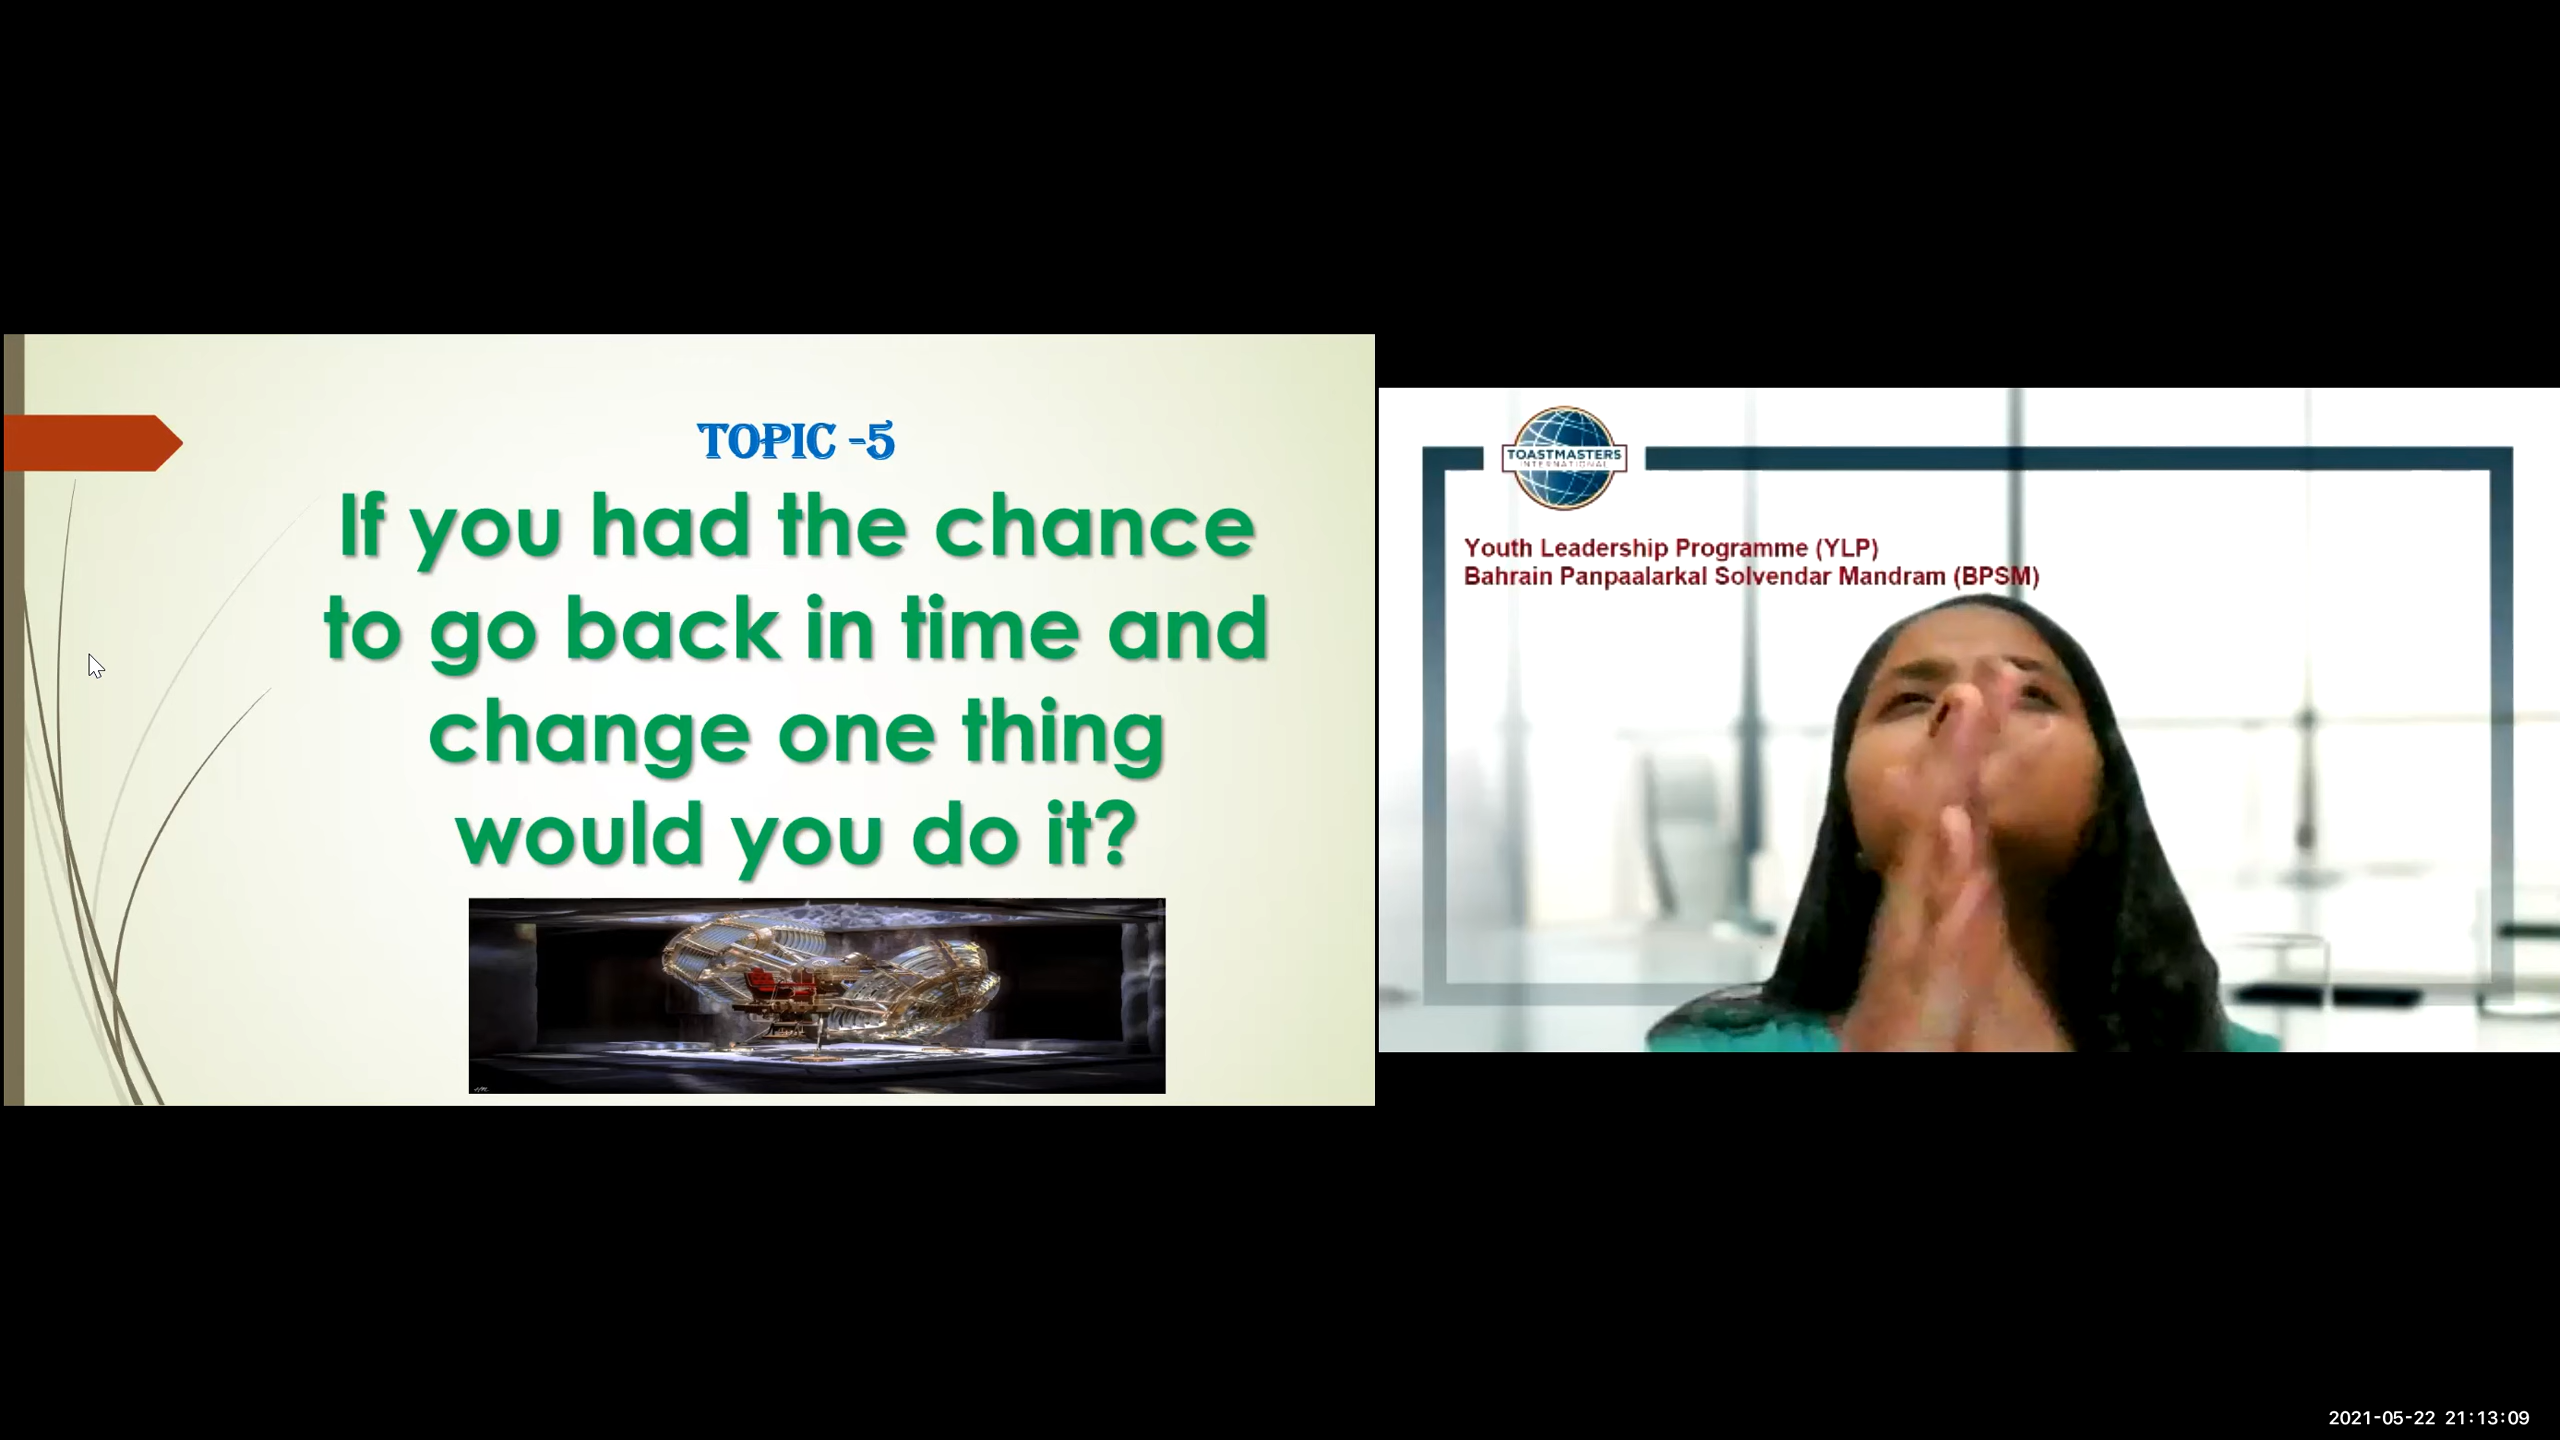 TOPIC -5
If you had the chance
to go back in time and
change one thing
would you do it?
TOASTMASTERS
INTERNATIONAL
Youth Leadership Programme (YLP)
Bahrain Panpaalarkal Solvendar Mandram (BPSM)
2021-05-22 21:13:09